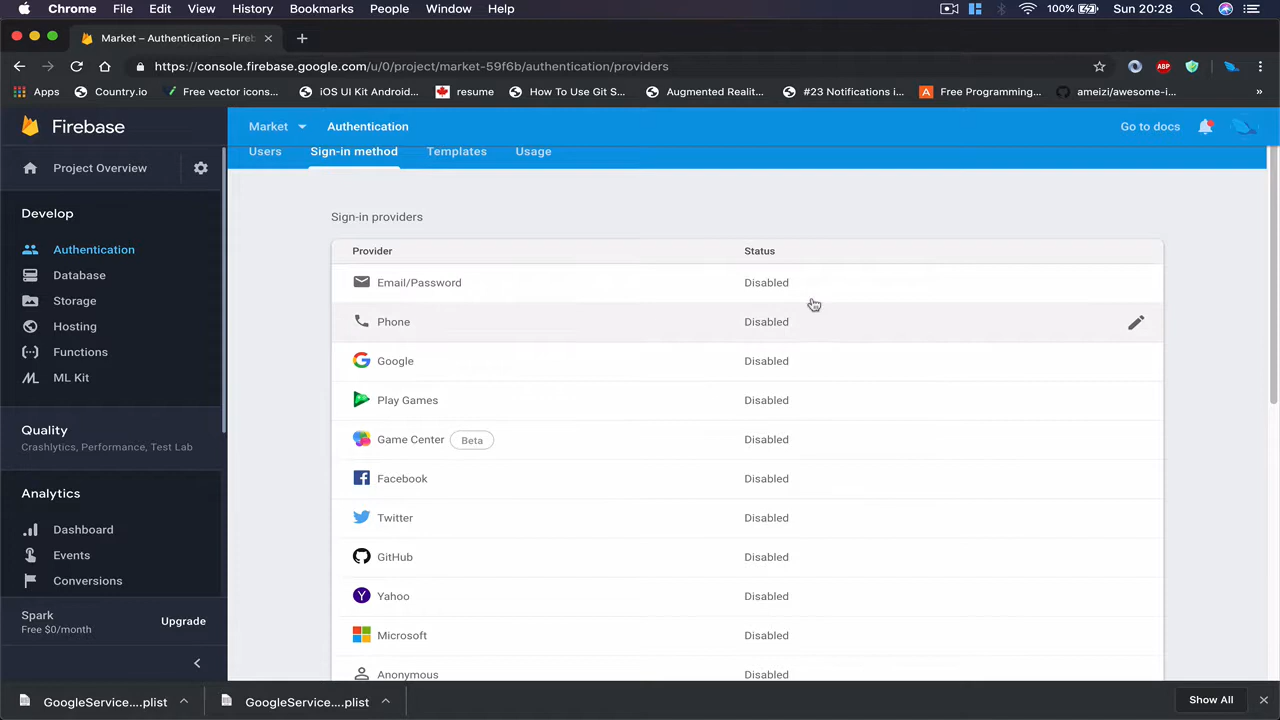 Chrome File Edit View History Bookmarks People Window Help 100% Sun 20:28
Market – Authentication – Fireb
https://console.firebase.google.com/u/0/project/market-59f6b/authentication/providers
Apps Country.io Free vector icons... iOS UI Kit Android... resume How To Use Git S... Augmented Realit... #23 Notifications i... Free Programming... ameizi/awesome-i... »
Firebase Market Authentication Go to docs
Users Sign-in method Templates Usage
Project Overview
Develop
Authentication
Database
Storage
Hosting
Functions
ML Kit
Quality
Crashlytics, Performance, Test Lab
Analytics
Dashboard
Events
Conversions
Spark
Free $0/month
Upgrade
Sign-in providers
Provider Status
Email/Password Disabled
Phone Disabled
Google Disabled
Play Games Disabled
Game Center Beta Disabled
Facebook Disabled
Twitter Disabled
GitHub Disabled
Yahoo Disabled
Microsoft Disabled
Anonymous Disabled
GoogleService....plist GoogleService....plist Show All